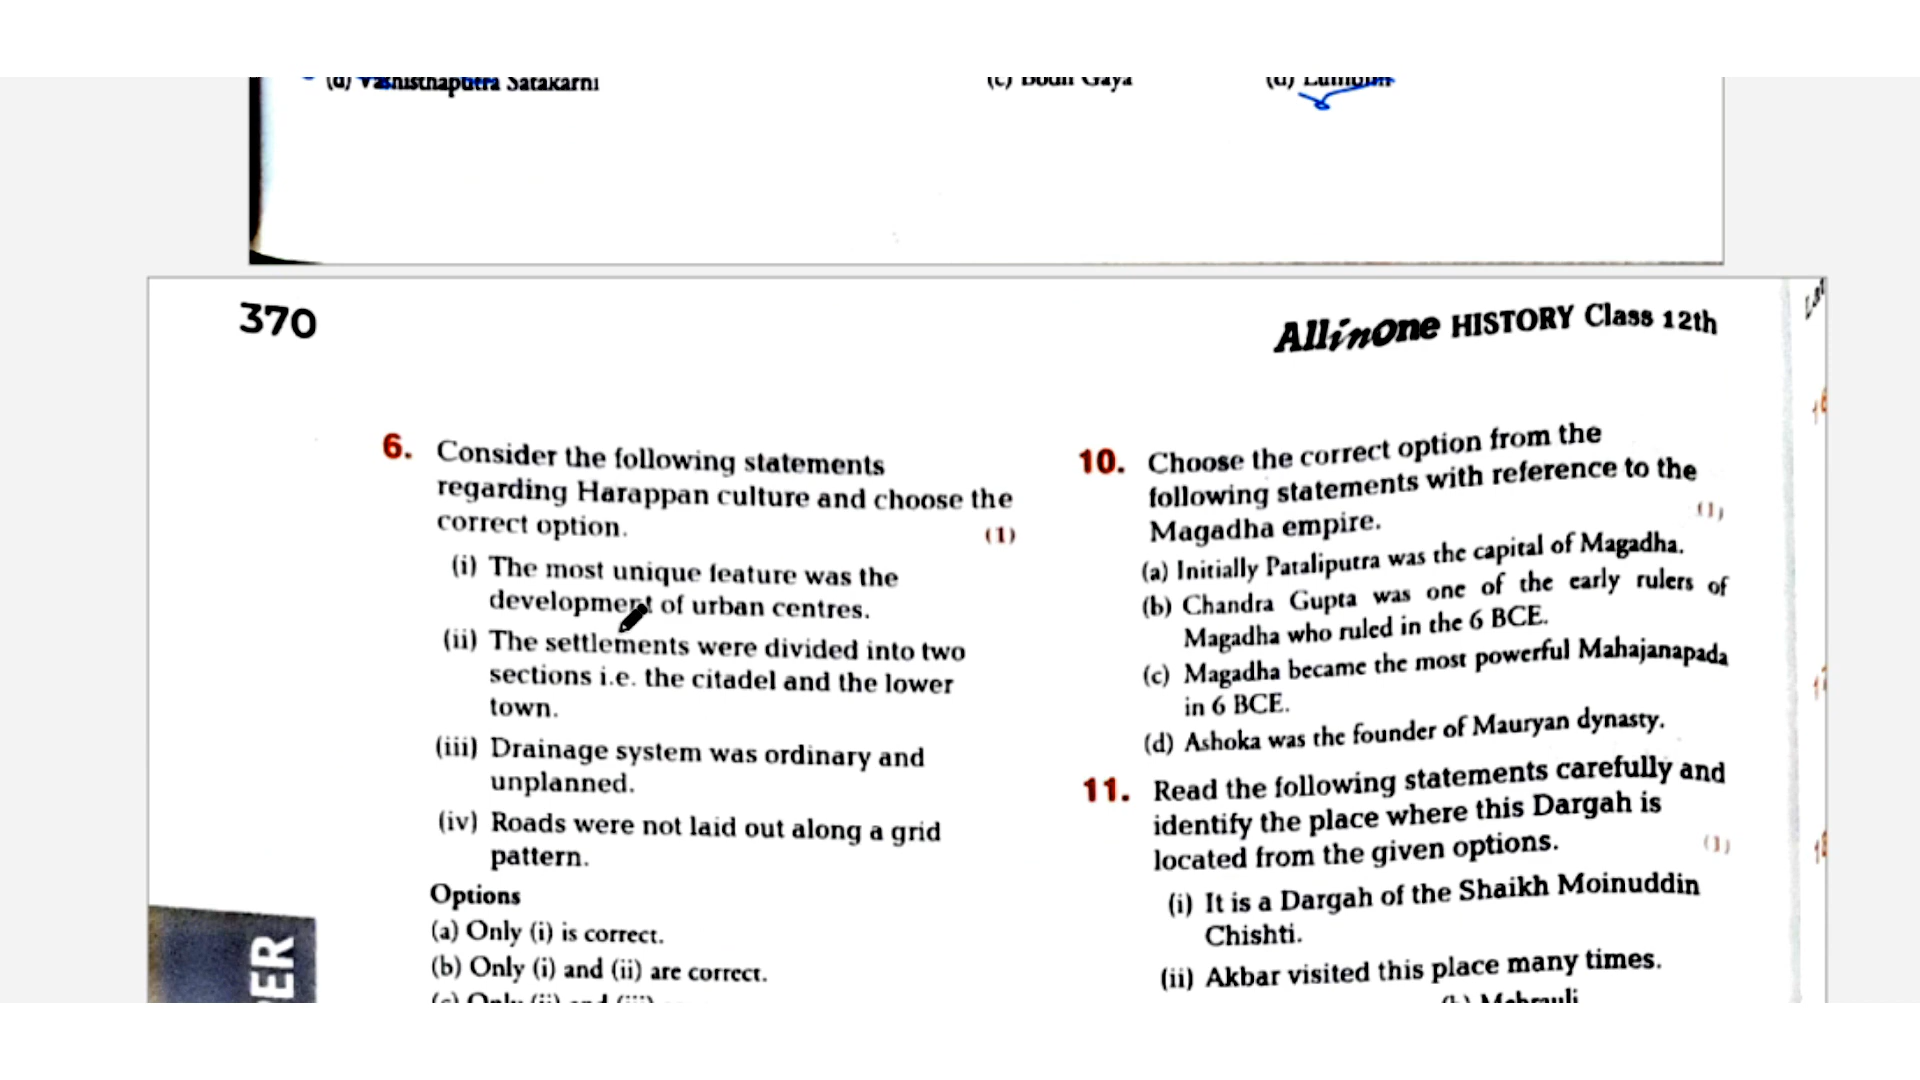 (d) Vashisthaputra Satakarni
(c) Bodh Gaya
(d) Lumbini
370
Allinone HISTORY Class 12th
6. Consider the following statements
regarding Harappan culture and choose the
correct option. (1)
(i) The most unique feature was the
development of urban centres.
(ii) The settlements were divided into two
sections i.e. the citadel and the lower
town.
(iii) Drainage system was ordinary and
unplanned.
(iv) Roads were not laid out along a grid
pattern.
Options
(a) Only (i) is correct.
(b) Only (i) and (ii) are correct.
(c) Only (ii) and (iii)
10. Choose the correct option from the
following statements with reference to the
Magadha empire. (1)
(a) Initially Pataliputra was the capital of Magadha.
(b) Chandra Gupta was one of the early rulers of
Magadha who ruled in the 6 BCE.
(c) Magadha became the most powerful Mahajanapada
in 6 BCE.
(d) Ashoka was the founder of Mauryan dynasty.
11. Read the following statements carefully and
identify the place where this Dargah is
located from the given options. (1)
(i) It is a Dargah of the Shaikh Moinuddin
Chishti.
(ii) Akbar visited this place many times.
(b) Mehrauli
ER